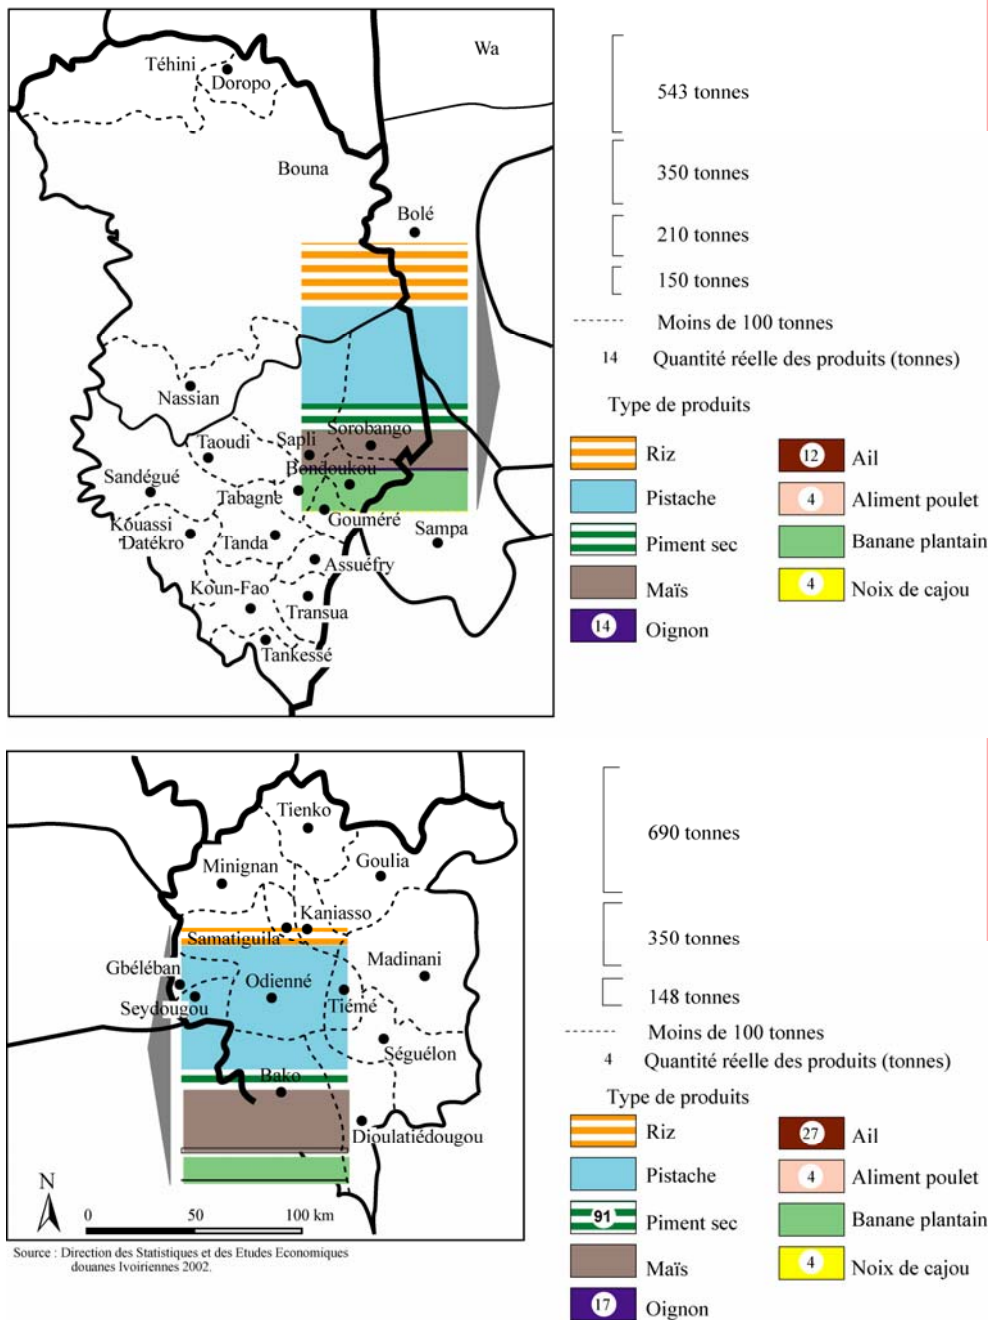 Wa
Téhini
Doropo
Bouna
Bolé
Nassian
Taoudi
Sapli
Sorobango
Sandégué
Bondoukou
Tabagne
Gouméré
Kouassi
Datékro
Tanda
Sampa
Assuéfry
Koun-Fao
Transua
Tankessé
543 tonnes
350 tonnes
210 tonnes
150 tonnes
Moins de 100 tonnes
14 Quantité réelle des produits (tonnes)
Type de produits
Riz
Pistache
Piment sec
Maïs
14 Oignon
12 Ail
4 Aliment poulet
Banane plantain
4 Noix de cajou
Tienko
Minignan
Goulia
Kaniasso
Samatiguila
Madinani
Gbéléban
Odienné
Seydougou
Tiémé
Séguélon
Bako
Dioulatiédougou
N
0 50 100 km
Source : Direction des Statistiques et des Etudes Economiques
douanes Ivoiriennes 2002.
690 tonnes
350 tonnes
148 tonnes
Moins de 100 tonnes
4 Quantité réelle des produits (tonnes)
Type de produits
Riz
Pistache
91 Piment sec
Maïs
17 Oignon
27 Ail
4 Aliment poulet
Banane plantain
4 Noix de cajou